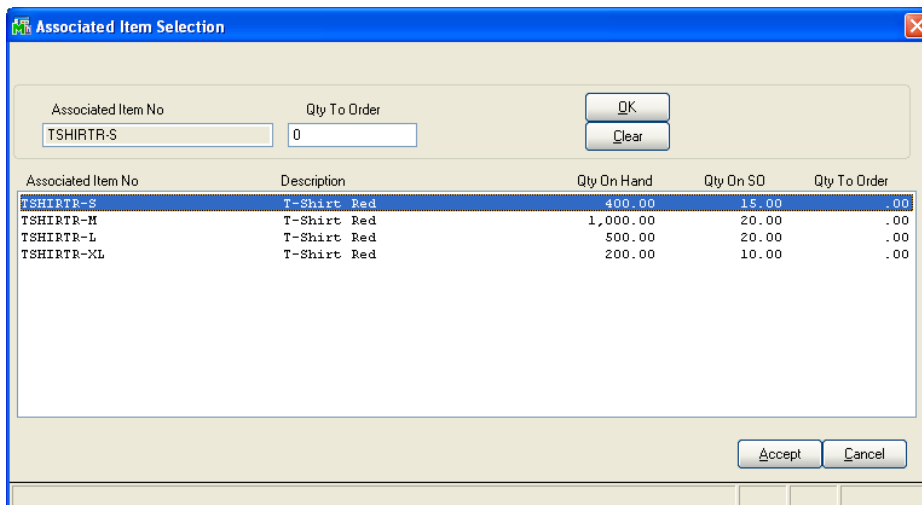 Associated Item Selection
Associated Item No Qty To Order OK
TSHIRTR-S 0 Clear
Associated Item No Description Qty On Hand Qty On SO Qty To Order
TSHIRTR-S T-Shirt Red 400.00 15.00 .00
TSHIRTR-M T-Shirt Red 1,000.00 20.00 .00
TSHIRTR-L T-Shirt Red 500.00 20.00 .00
TSHIRTR-XL T-Shirt Red 200.00 10.00 .00
Accept Cancel